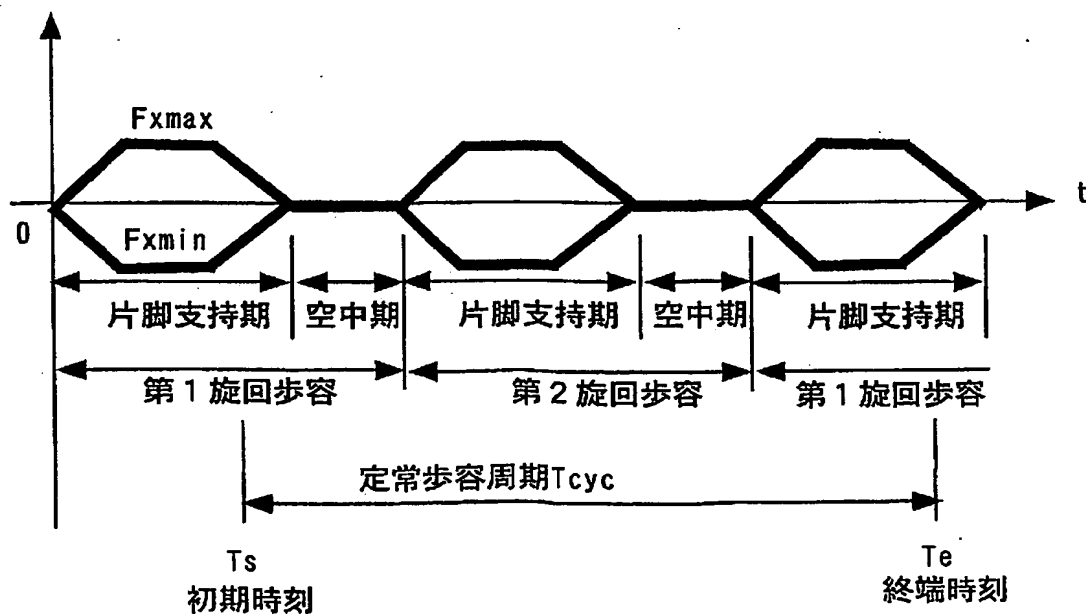 Fxmax
t
0
Fxmin
片脚支持期 空中期 片脚支持期 空中期 片脚支持期
第1旋回歩容 第2旋回歩容 第1旋回歩容
定常歩容周期Tcyc
Ts
初期時刻
Te
終端時刻